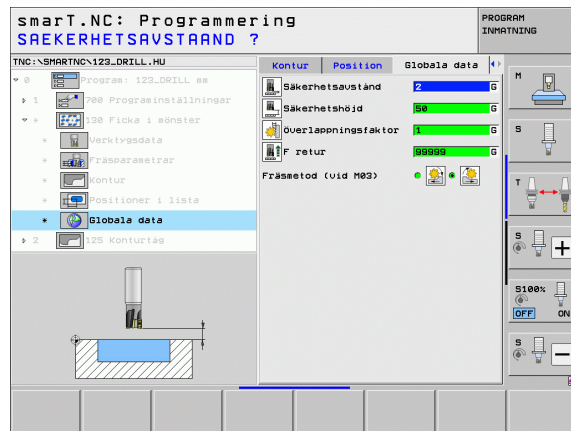 smarT.NC: Programmering
SAEKERHETSAVSTAAND ?
PROGRAM
INMATNING
TNC:\SMARTNC\123_DRILL.HU
Kontur Position Globala data
0 Program: 123_DRILL mm
1 700 Programinställningar
* 130 Ficka i mönster
* Verktygsdata
* Fräsparametrar
* Kontur
* Positioner i lista
* Globala data
2 125 Konturtåg
Säkerhetsavstånd 2 G
Säkerhetshöjd 50 G
Överlappningsfaktor 1 G
F retur 99999 G
Fräsmetod (vid M03)
M
S
T
S
S100%
OFF ON
S